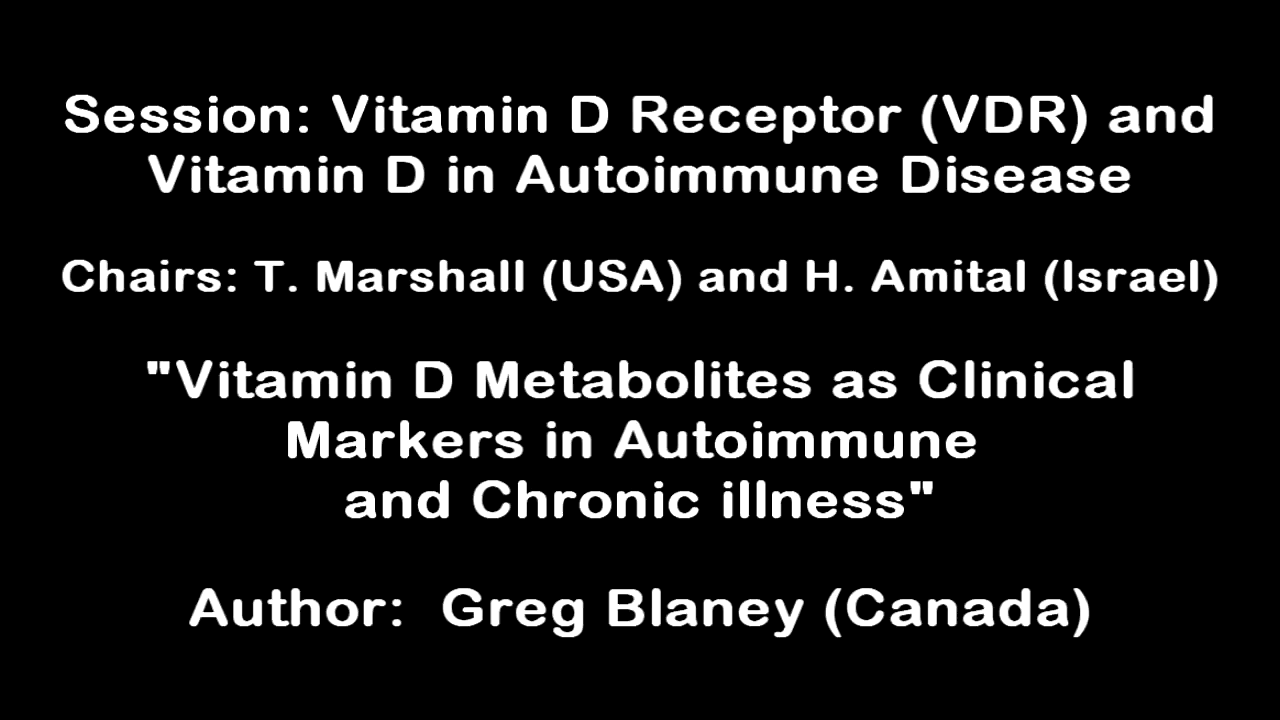 Session: Vitamin D Receptor (VDR) and
Vitamin D in Autoimmune Disease
Chairs: T. Marshall (USA) and H. Amital (Israel)
"Vitamin D Metabolites as Clinical
Markers in Autoimmune
and Chronic illness"
Author: Greg Blaney (Canada)